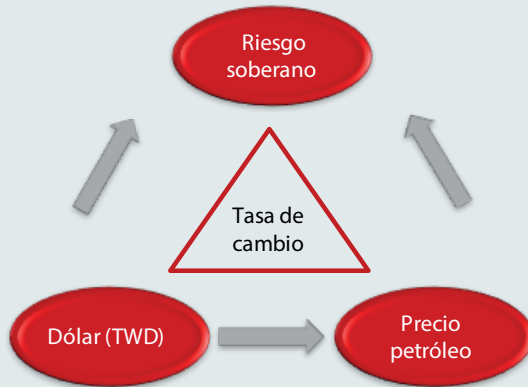 Riesgo
soberano
Tasa de
cambio
Dólar (TWD)
Precio
petróleo